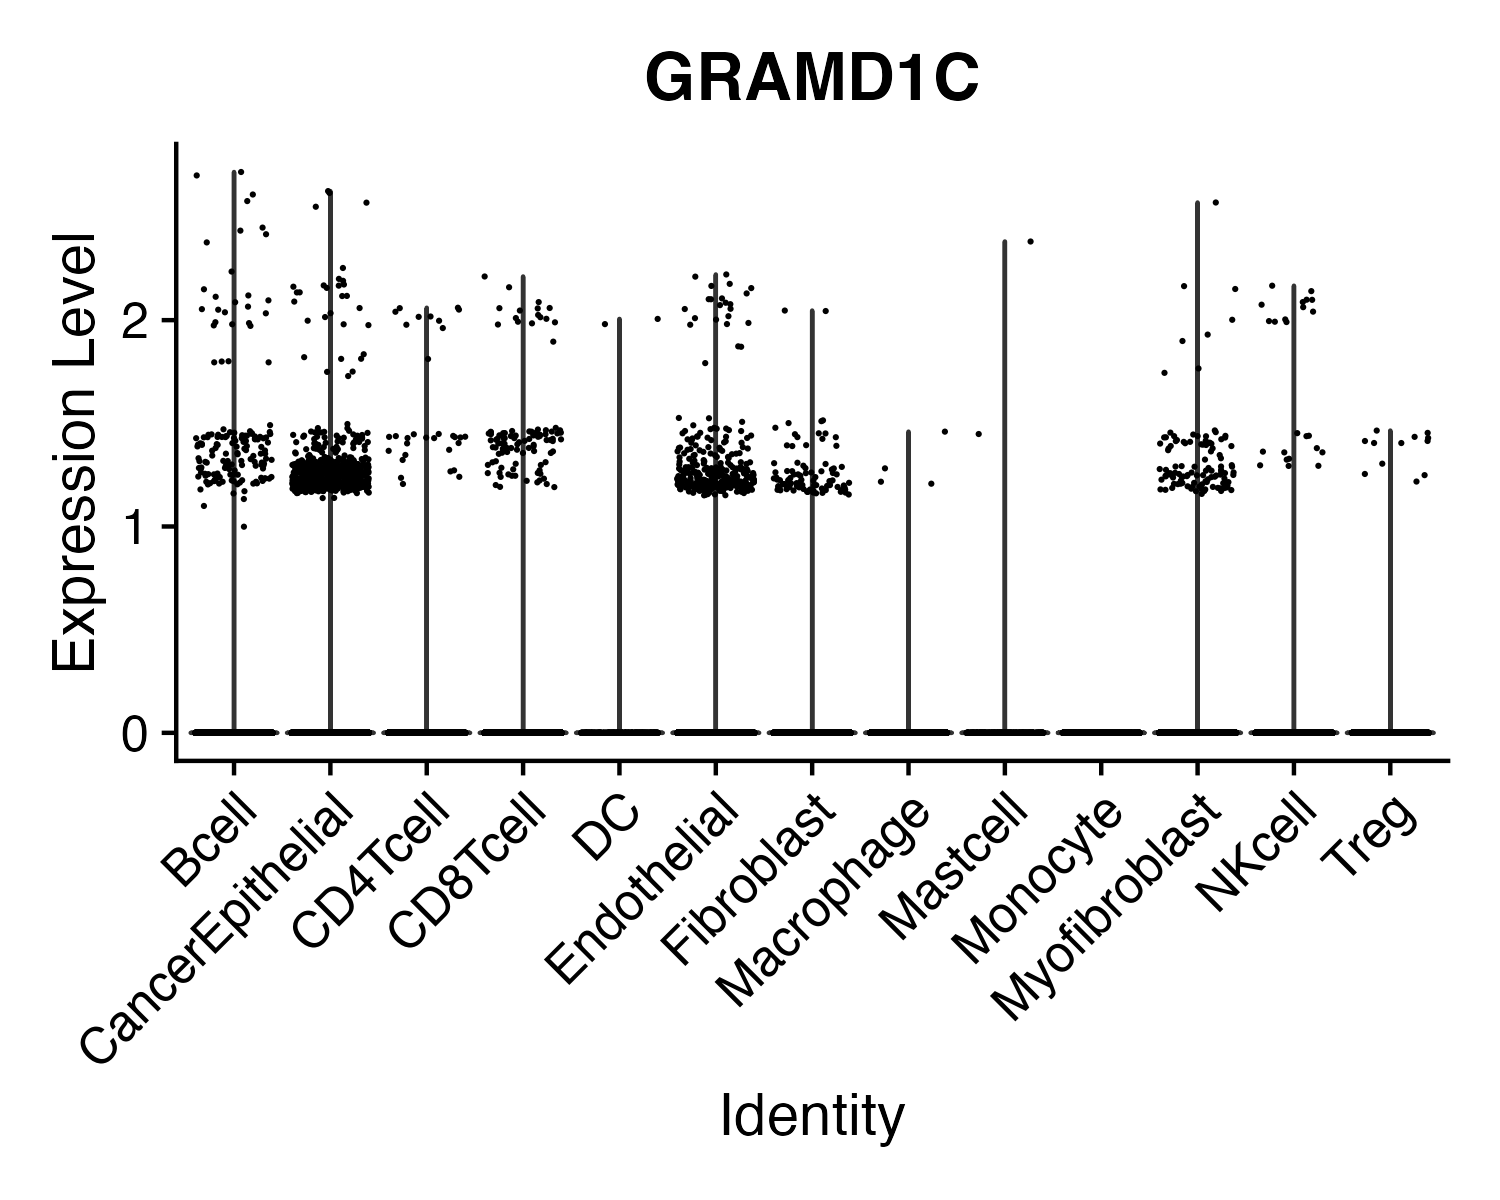 GRAMD1C
Expression Level
2
1
0
Bcell
CancerEpithelial
CD4Tcell
CD8Tcell
DC
Endothelial
Fibroblast
Macrophage
Mastcell
Monocyte
Myofibroblast
NKcell
Treg
Identity